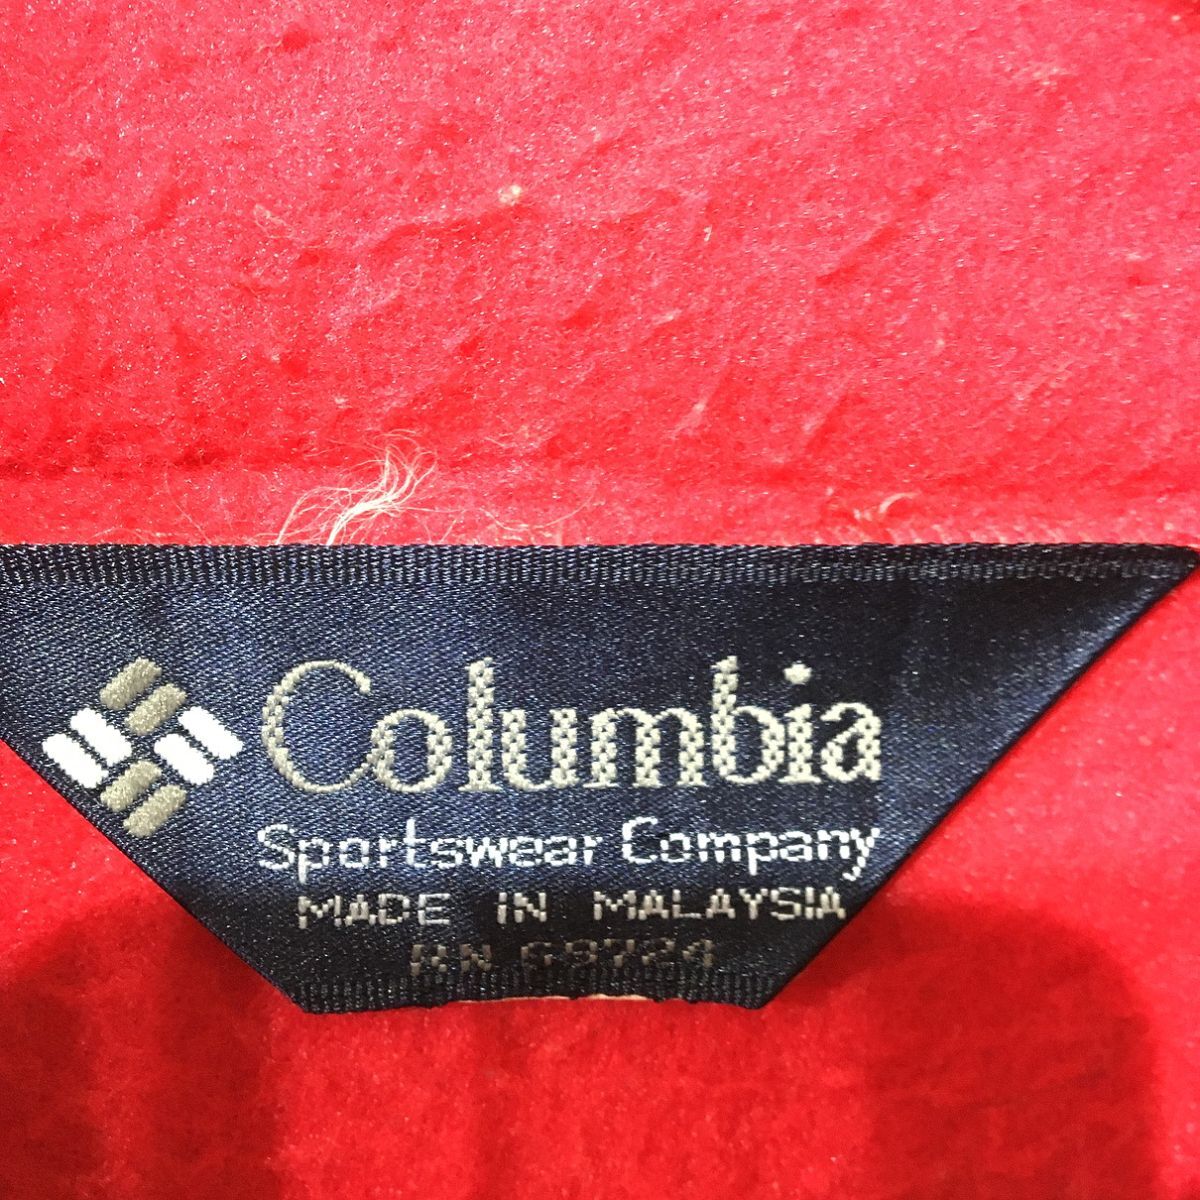 Columbia
Sportswear Company
MADE IN MALAYSIA
RN 69724